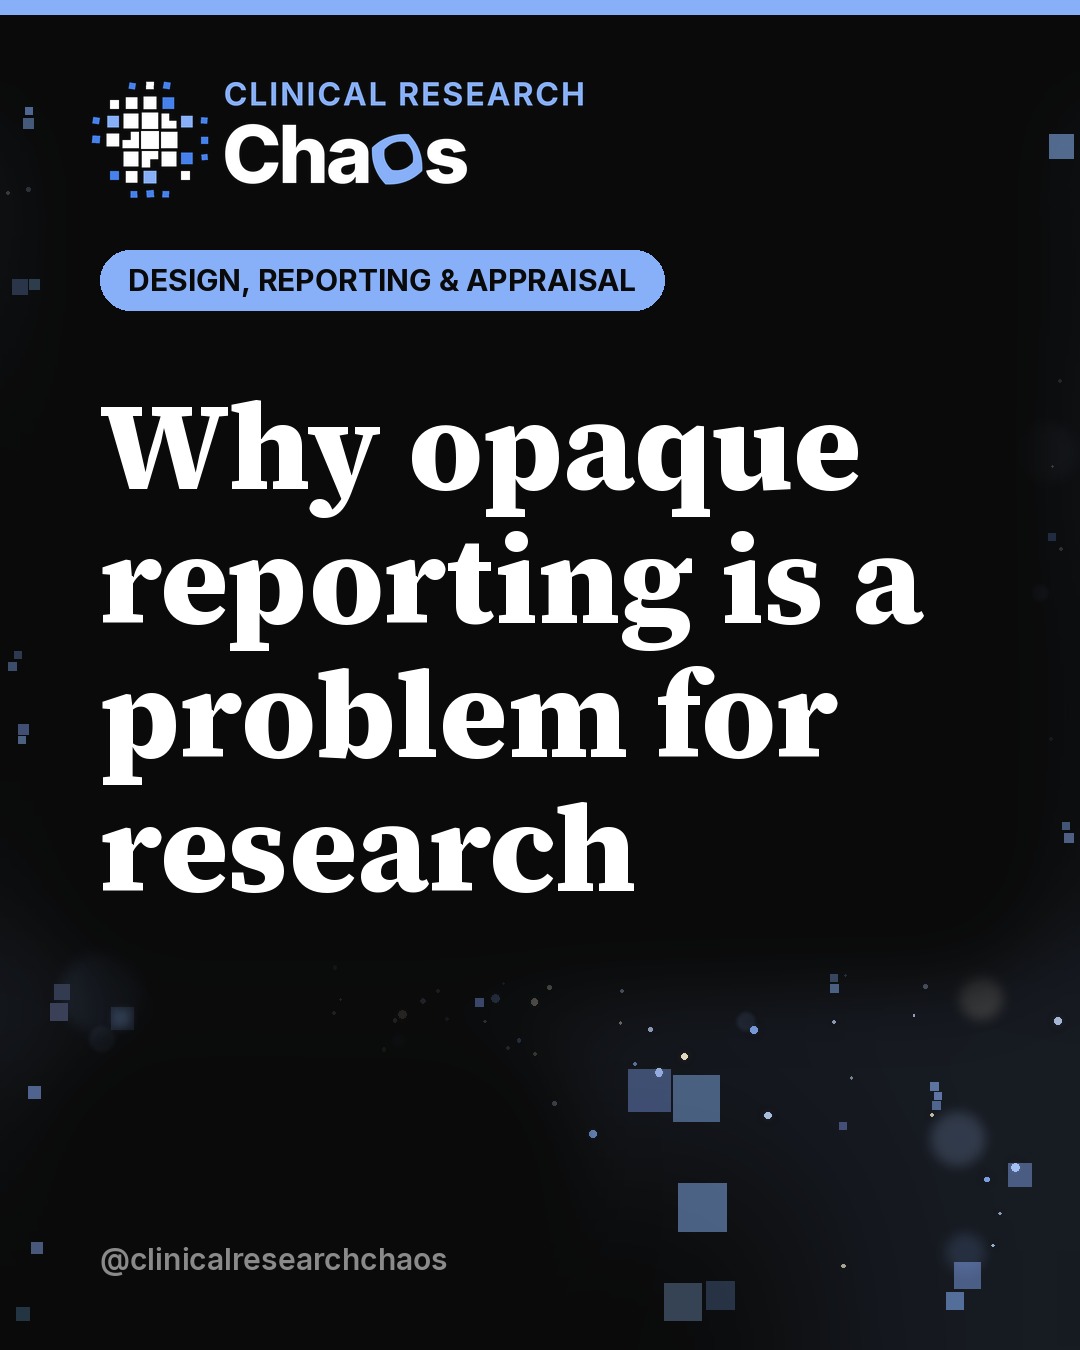 CLINICAL RESEARCH
Chaos
DESIGN, REPORTING & APPRAISAL
Why opaque
reporting is a
problem for
research
@clinicalresearchchaos